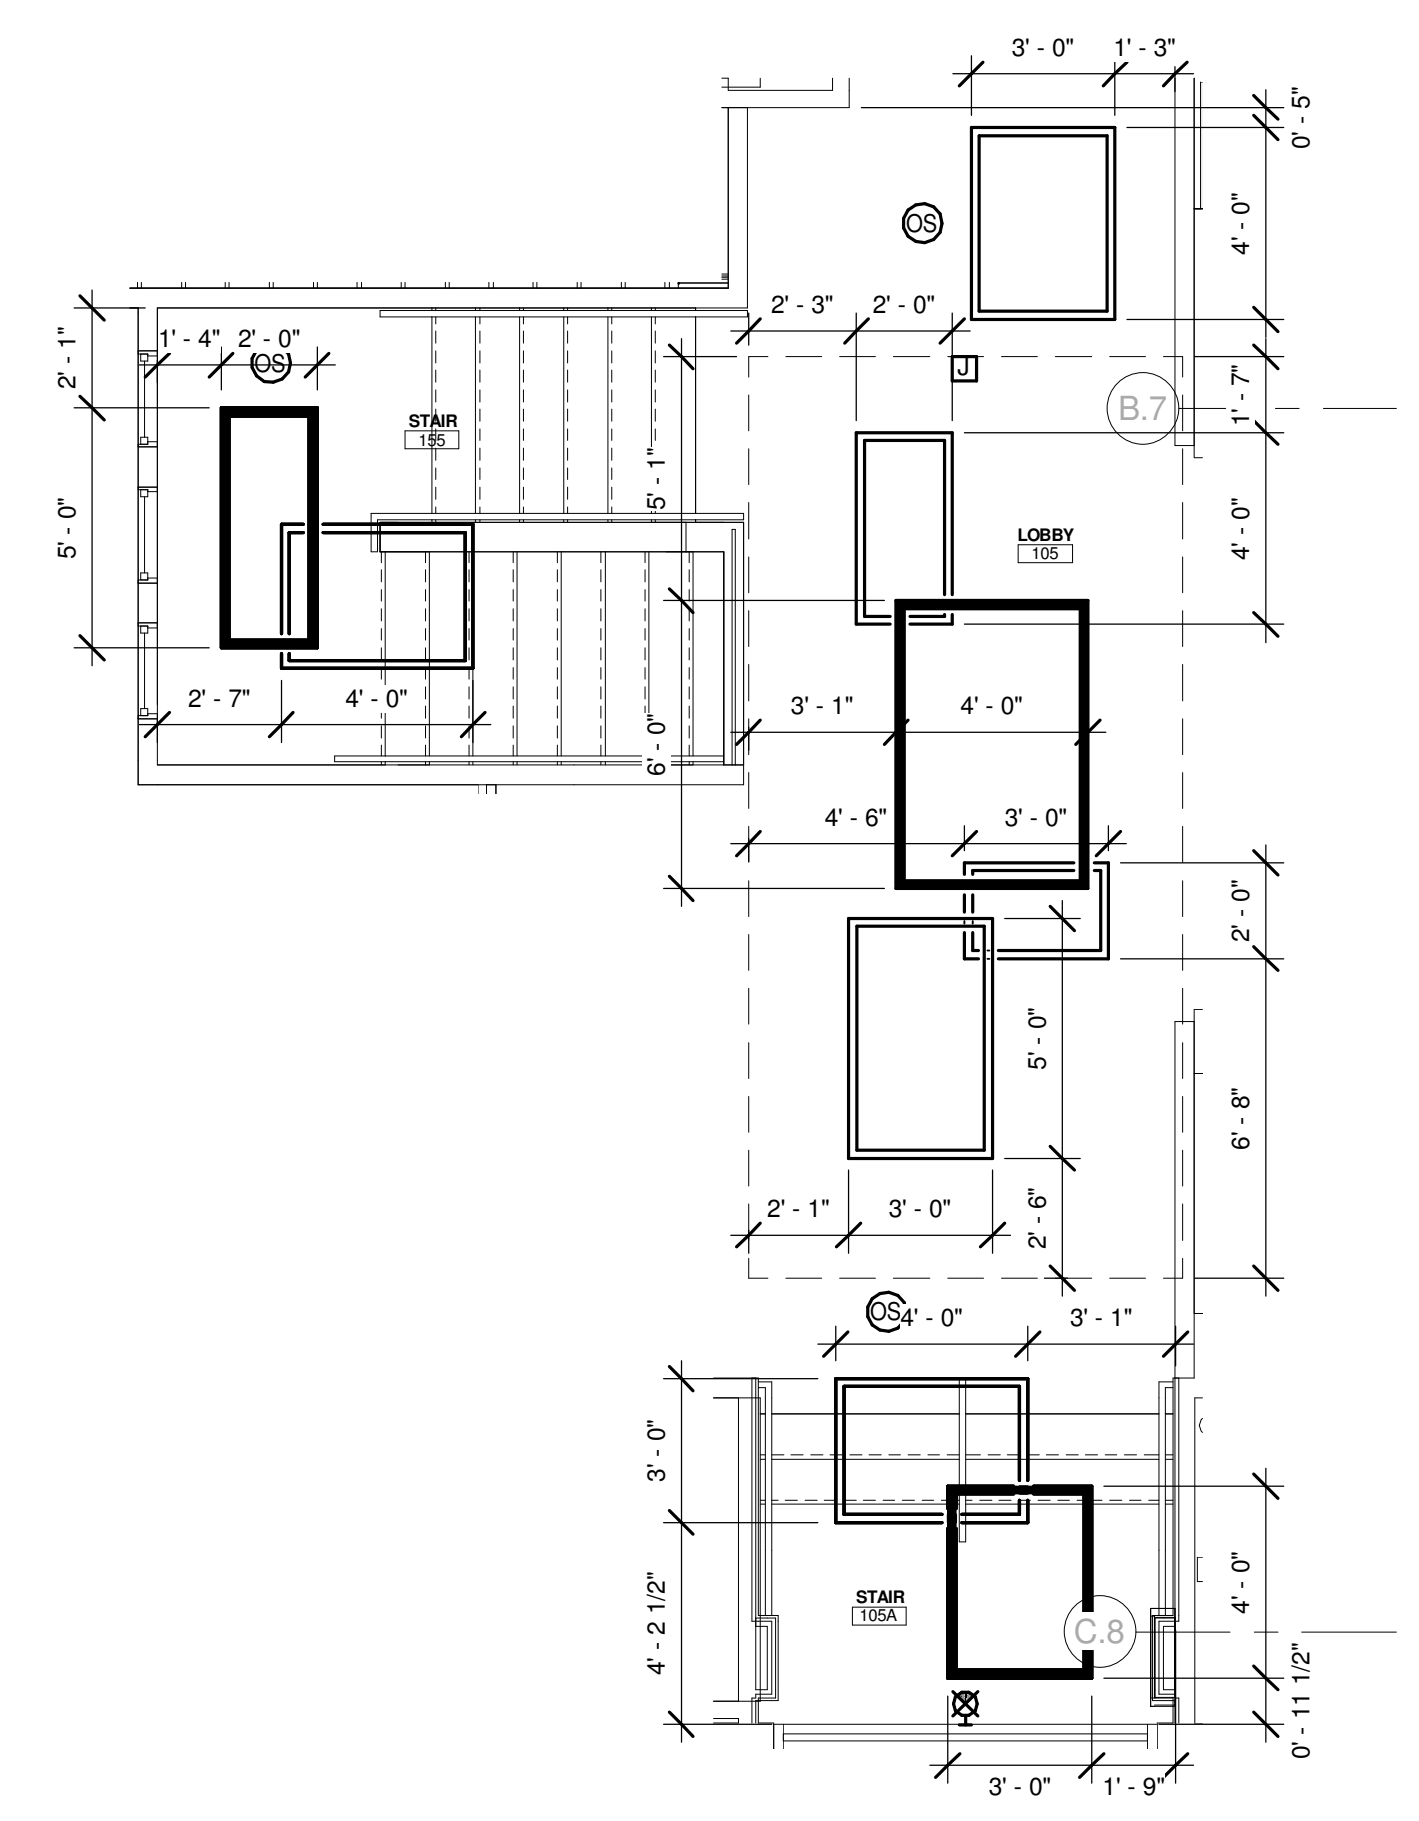 3' - 0" 1' - 3"
0' - 5"
OS
4' - 0"
2' - 3" 2' - 0"
1' - 4" 2' - 0"
OS
2' - 1"
J
1' - 7"
B.7
STAIR
155
5' - 1"
5' - 0"
LOBBY
105
4' - 0"
2' - 7" 4' - 0"
3' - 1" 4' - 0"
6' - 0"
4' - 6" 3' - 0"
2' - 0"
5' - 0"
6' - 8"
2' - 1" 3' - 0"
2' - 6"
OS
4' - 0" 3' - 1"
3' - 0"
4' - 0"
STAIR
105A
4' - 2 1/2"
C.8
0' - 11 1/2"
3' - 0" 1' - 9"